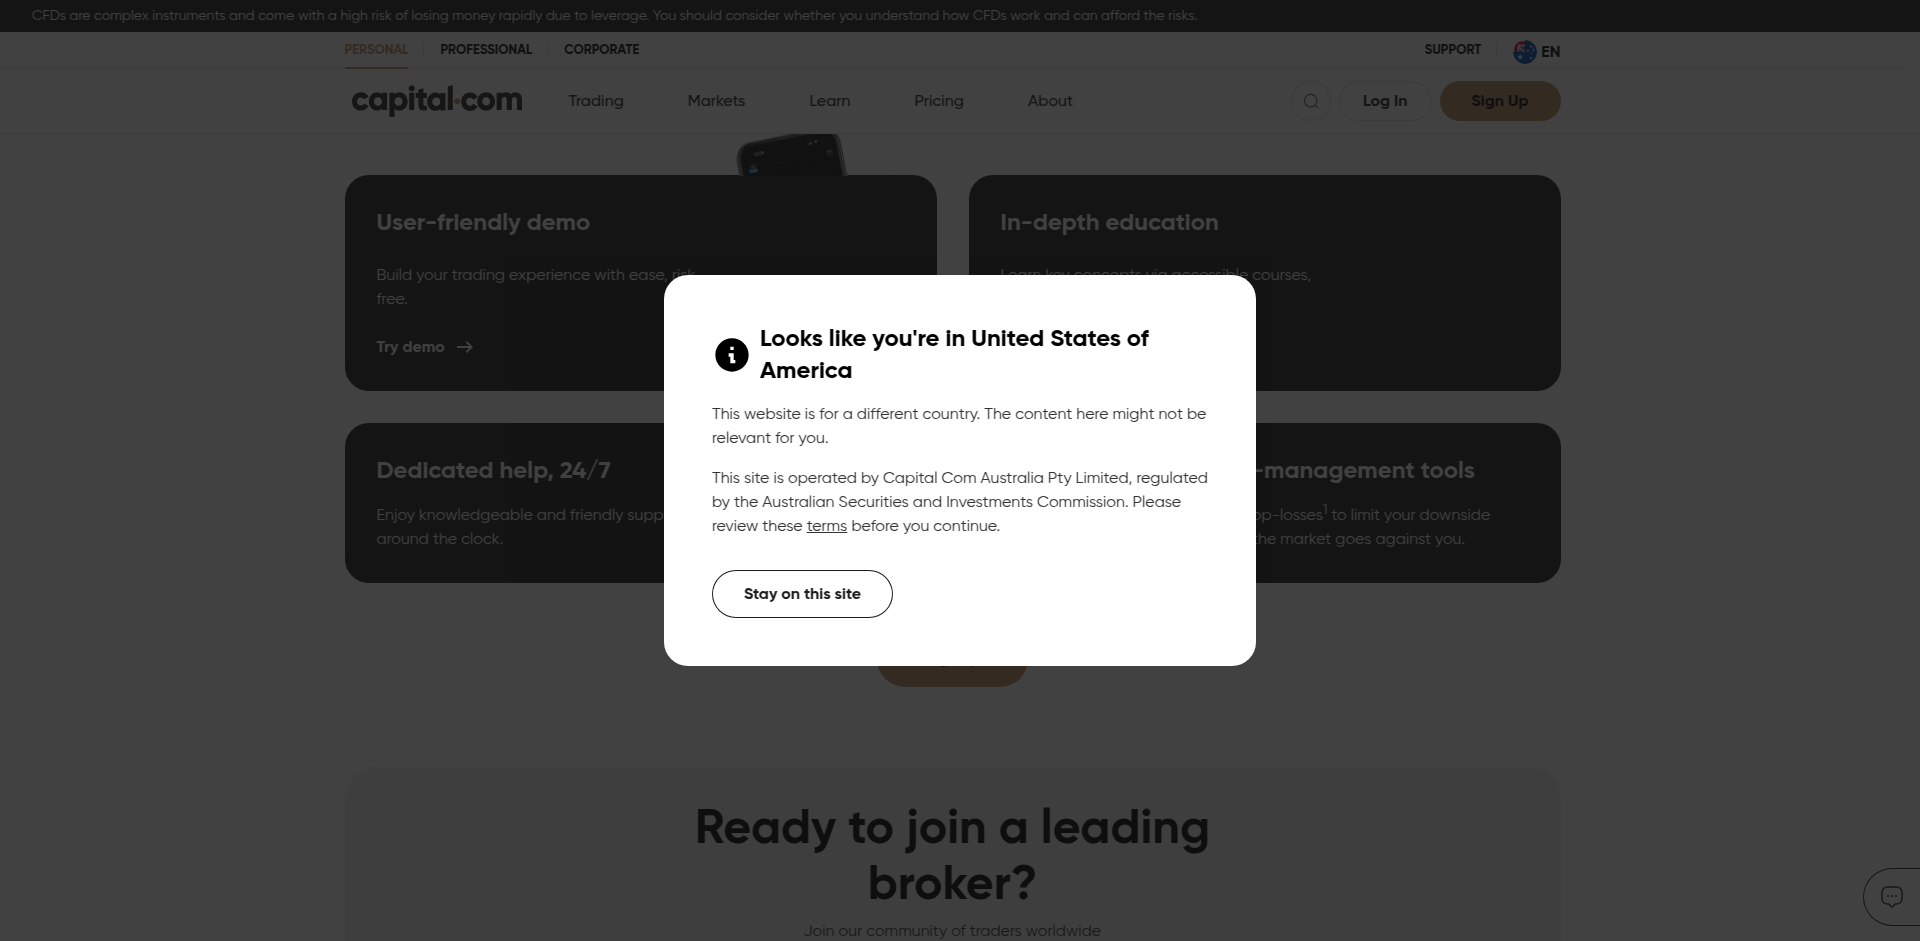 CFDs are complex instruments and come with a high risk of losing money rapidly due to leverage. You should consider whether you understand how CFDs work and can afford the risks.
PERSONAL PROFESSIONAL CORPORATE SUPPORT EN
capital.com Trading Markets Learn Pricing About Log In Sign Up
User-friendly demo
In-depth education
Build your trading experience with ease, risk
free.
Learn key concepts via accessible courses,
Try demo
Looks like you're in United States of
America
This website is for a different country. The content here might not be
relevant for you.
This site is operated by Capital Com Australia Pty Limited, regulated
by the Australian Securities and Investments Commission. Please
review these terms before you continue.
Stay on this site
Dedicated help, 24/7
-management tools
Enjoy knowledgeable and friendly supp
around the clock.
op-losses1 to limit your downside
the market goes against you.
Ready to join a leading
broker?
Join our community of traders worldwide